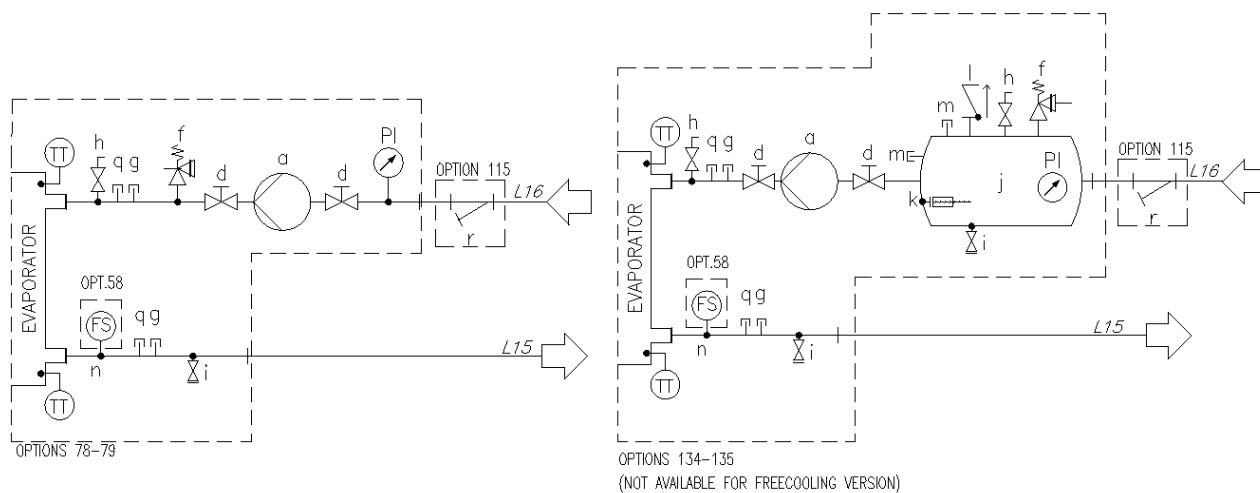 TT
h
q g
f
d
a
d
PI
OPTION 115
L16
r
EVAPORATOR
OPT.58
FS
q g
n
i
L15
TT
OPTIONS 78-79
TT
h
q g
d
a
d
m
m
l
h
f
PI
j
k
i
OPTION 115
L16
r
EVAPORATOR
OPT.58
FS
q g
n
i
L15
TT
OPTIONS 134-135
(NOT AVAILABLE FOR FREECOOLING VERSION)